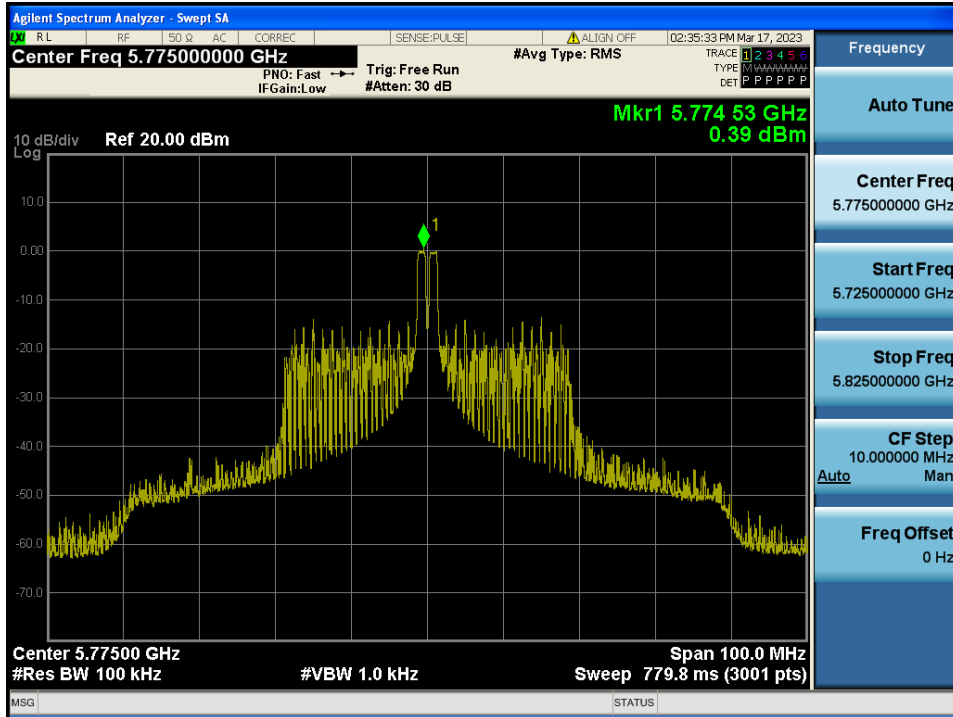 Agilent Spectrum Analyzer - Swept SA
LXI RL RF 50 Ω AC CORREC SENSE:PULSE ALIGN OFF 02:35:33 PM Mar 17, 2023
Center Freq 5.775000000 GHz
PNO: Fast
IFGain:Low
Trig: Free Run
#Atten: 30 dB
#Avg Type: RMS
TRACE 1 2 3 4 5 6
TYPE M WWWWW
DET P P P P P P
Mkr1 5.774 53 GHz
0.39 dBm
10 dB/div Ref 20.00 dBm
Log
10.0
0.00
-10.0
-20.0
-30.0
-40.0
-50.0
-60.0
-70.0
1
Center 5.77500 GHz Span 100.0 MHz
#Res BW 100 kHz #VBW 1.0 kHz Sweep 779.8 ms (3001 pts)
MSG STATUS
Frequency
Auto Tune
Center Freq
5.775000000 GHz
Start Freq
5.725000000 GHz
Stop Freq
5.825000000 GHz
CF Step
10.000000 MHz
Auto Man
Freq Offset
0 Hz